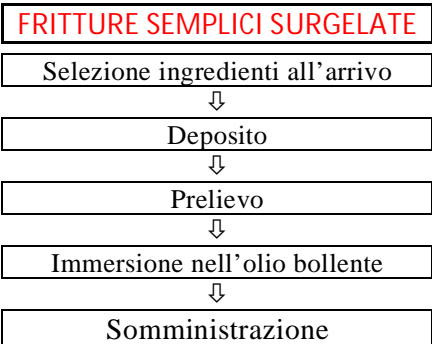 FRITTURE SEMPLICI SURGELATE
Selezione ingredienti all’arrivo
⇩
Deposito
⇩
Prelievo
⇩
Immersione nell’olio bollente
⇩
Somministrazione